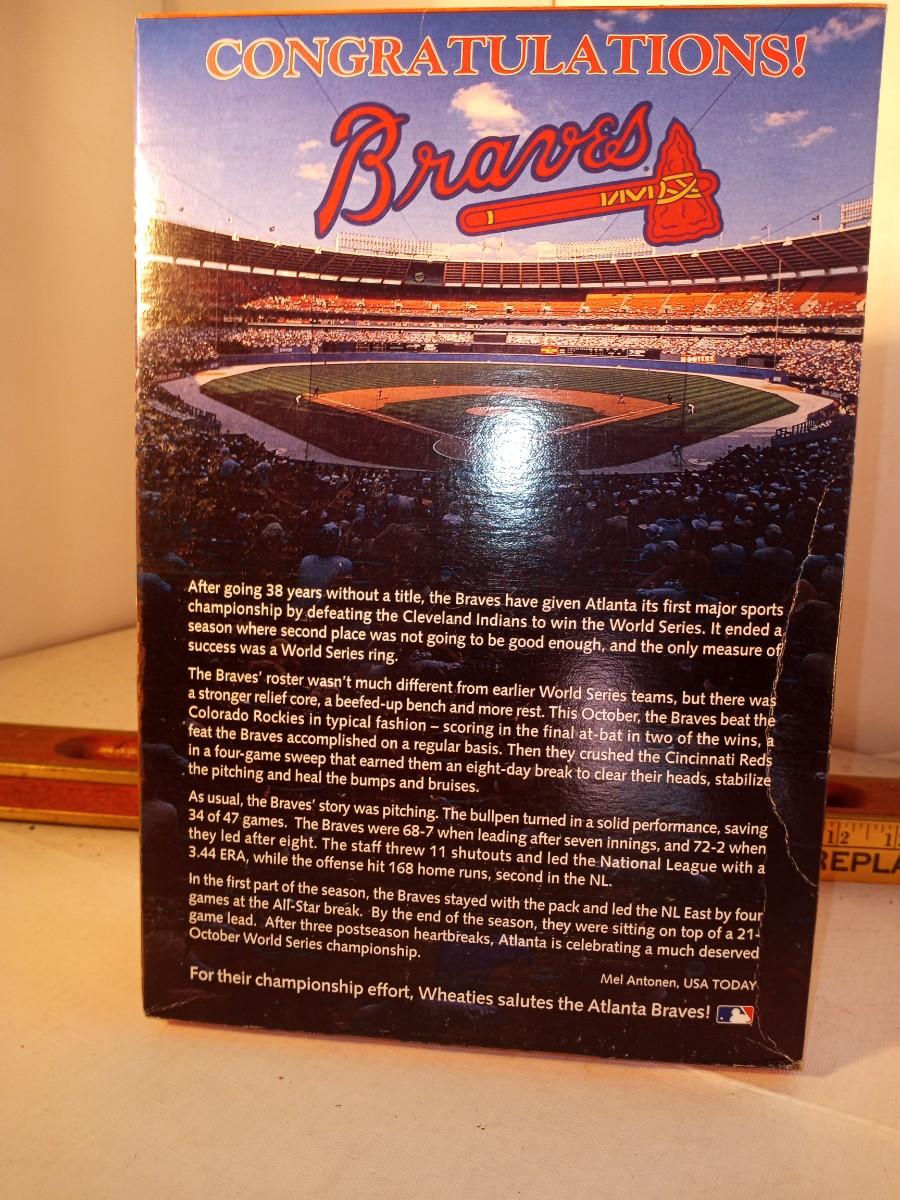 CONGRATULATIONS!
Braves
HOOTERS
After going 38 years without a title, the Braves have given Atlanta its first major sports
championship by defeating the Cleveland Indians to win the World Series. It ended a
season where second place was not going to be good enough, and the only measure of
success was a World Series ring.
The Braves' roster wasn't much different from earlier World Series teams, but there was
a stronger relief core, a beefed-up bench and more rest. This October, the Braves beat the
Colorado Rockies in typical fashion – scoring in the final at-bat in two of the wins, a
feat the Braves accomplished on a regular basis. Then they crushed the Cincinnati Reds
in a four-game sweep that earned them an eight-day break to clear their heads, stabilize
the pitching and heal the bumps and bruises.
As usual, the Braves' story was pitching. The bullpen turned in a solid performance, saving
34 of 47 games. The Braves were 68-7 when leading after seven innings, and 72-2 when
they led after eight. The staff threw 11 shutouts and led the National League with a
3.44 ERA, while the offense hit 168 home runs, second in the NL.
In the first part of the season, the Braves stayed with the pack and led the NL East by four
games at the All-Star break. By the end of the season, they were sitting on top of a 21-
game lead. After three postseason heartbreaks, Atlanta is celebrating a much deserved
October World Series championship.
Mel Antonen, USA TODAY
For their championship effort, Wheaties salutes the Atlanta Braves!
12
REPLA